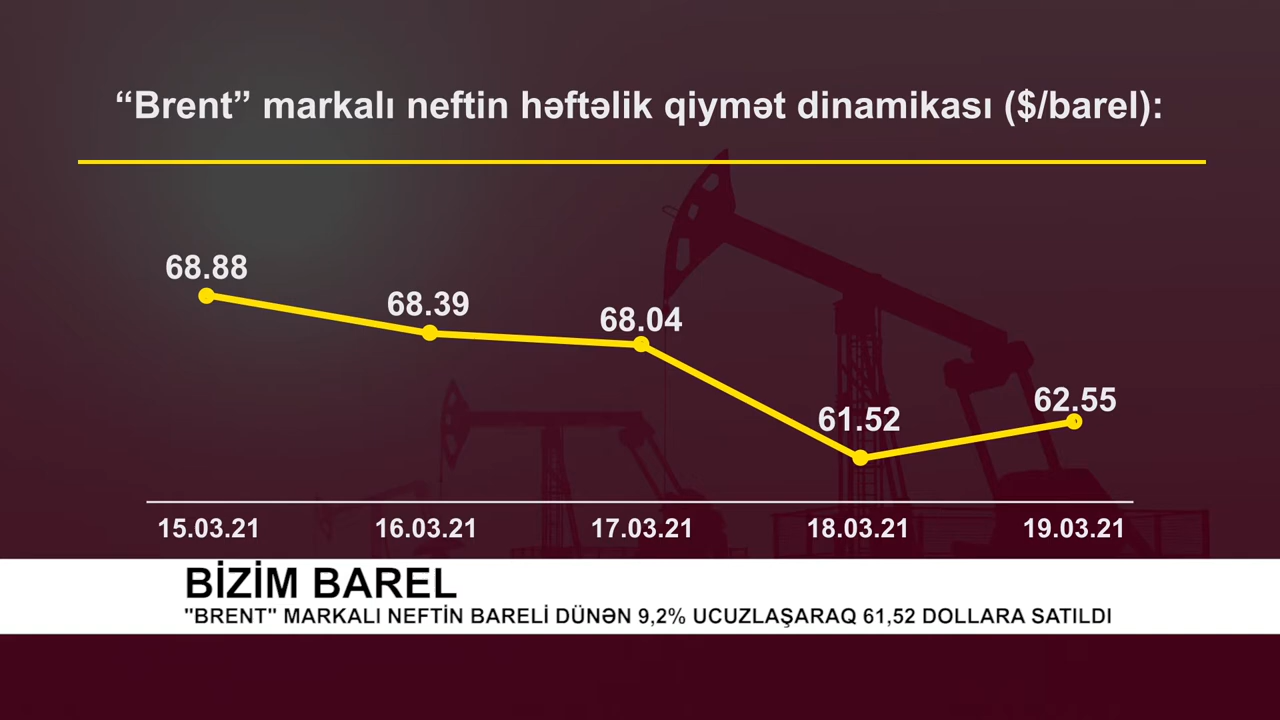 “Brent” markalı neftin həftəlik qiymət dinamikası ($/barel):
68.88
68.39
68.04
61.52
62.55
15.03.21 16.03.21 17.03.21 18.03.21 19.03.21
BİZİM BAREL
"BRENT" MARKALI NEFTİN BARELİ DÜNƏN 9,2% UCUZLAŞARAQ 61,52 DOLLARA SATILDI